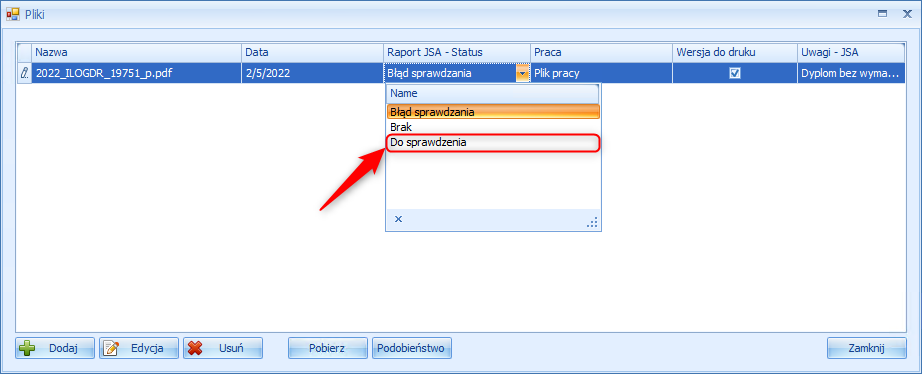 Pliki
Nazwa Data Raport JSA - Status Praca Wersja do druku Uwagi - JSA
2022_ILOGDR_19751_p.pdf 2/5/2022 Błąd sprawdzania Plik pracy Dyplom bez wyma...
Name
Błąd sprawdzania
Brak
Do sprawdzenia
Dodaj Edycja Usuń Pobierz Podobieństwo Zamknij